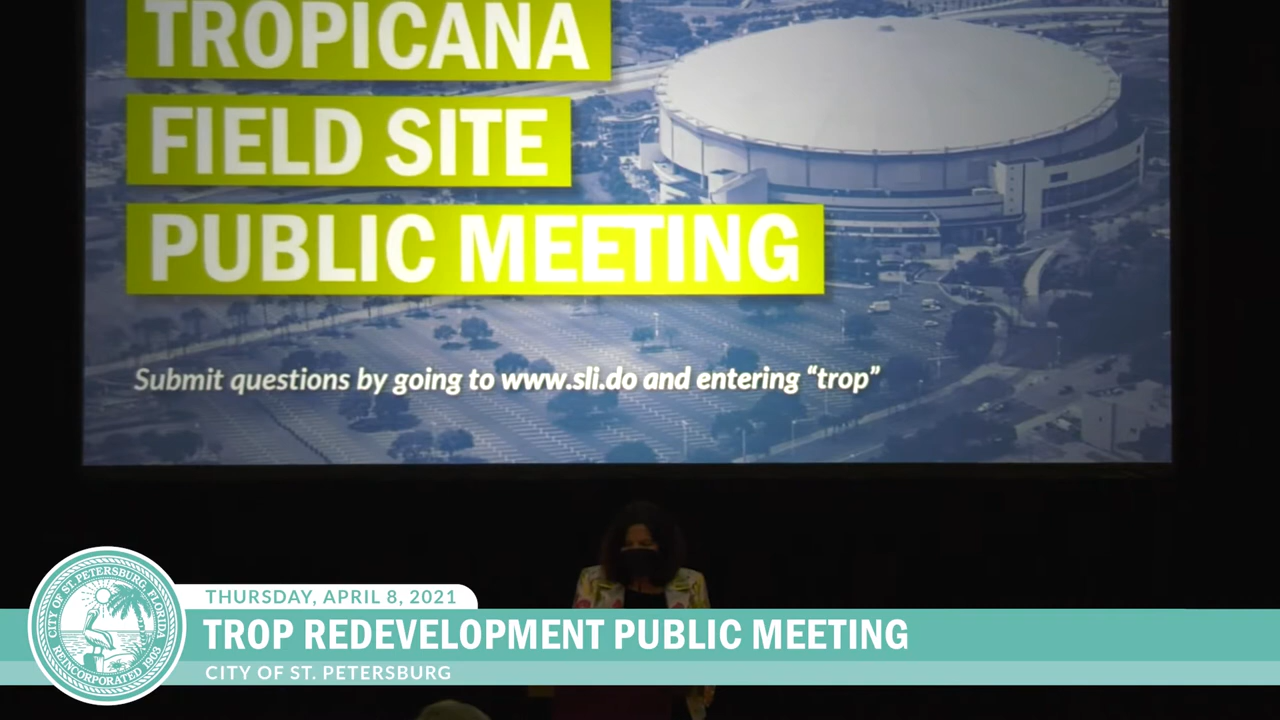 TROPICANA
FIELD SITE
PUBLIC MEETING
Submit questions by going to www.sli.do and entering “trop”
THURSDAY, APRIL 8, 2021
TROP REDEVELOPMENT PUBLIC MEETING
CITY OF ST. PETERSBURG
CITY OF ST. PETERSBURG, FLORIDA
REINCORPORATED 1903